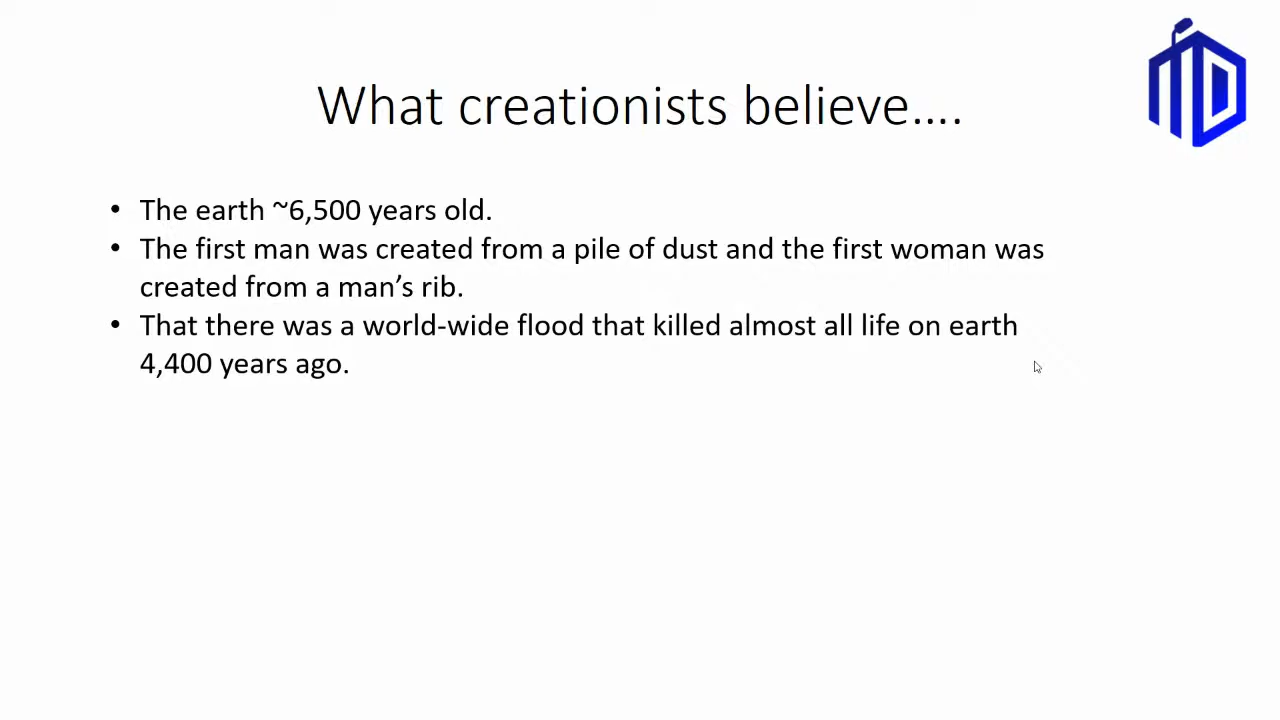 What creationists believe....
• The earth ~6,500 years old.
• The first man was created from a pile of dust and the first woman was
created from a man’s rib.
• That there was a world-wide flood that killed almost all life on earth
4,400 years ago.